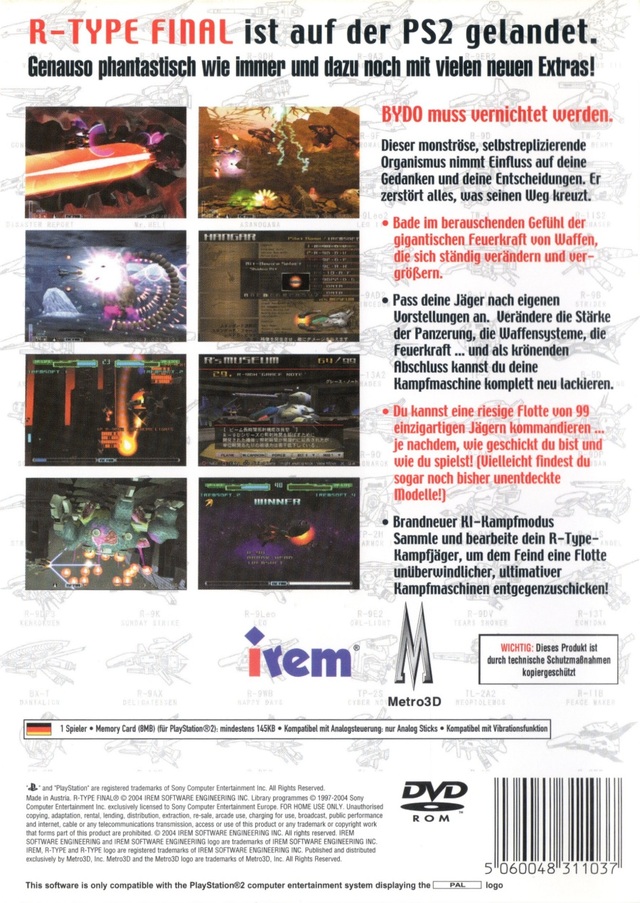 R-TYPE FINAL ist auf der PS2 gelandet.
Genauso phantastisch wie immer und dazu noch mit vielen neuen Extras!
BYDO muss vernichtet werden.
Dieser monströse, selbstreplizierende
Organismus nimmt Einfluss auf deine
Gedanken und deine Entscheidungen. Er
zerstört alles, was seinen Weg kreuzt.
• Bade im berauschenden Gefühl der
gigantischen Feuerkraft von Waffen,
die sich ständig verändern und ver-
größern.
• Pass deine Jäger nach eigenen
Vorstellungen an. Verändere die Stärke
der Panzerung, die Waffensysteme, die
Feuerkraft ... und als krönenden
Abschluss kannst du deine
Kampfmaschine komplett neu lackieren.
• Du kannst eine riesige Flotte von 99
einzigartigen Jägern kommandieren ...
je nachdem, wie geschickt du bist und
wie du spielst! (Vielleicht findest du
sogar noch bisher unentdeckte
Modelle!)
• Brandneuer KI-Kampfmodus
Sammle und bearbeite dein R-Type-
Kampfjäger, um dem Feind eine Flotte
unüberwindlicher, ultimativer
Kampfmaschinen entgegenzuschicken!
HANGAR
R's MUSEUM 64/99
WINNER
irem®
M
Metro3D
WICHTIG: Dieses Produkt ist
durch technische Schutzmaßnahmen
kopiergeschützt
1 Spieler • Memory Card (8MB) (für PlayStation®2): mindestens 145KB • Kompatibel mit Analogsteuerung: nur Analog Sticks • Kompatibel mit Vibrationsfunktion
" " and "PlayStation" are registered trademarks of Sony Computer Entertainment Inc. All Rights Reserved.
Made in Austria. R-TYPE FINAL® © 2004 IREM SOFTWARE ENGINEERING INC. Library programmes © 1997-2004 Sony
Computer Entertainment Inc. exclusively licensed to Sony Computer Entertainment Europe. FOR HOME USE ONLY. Unauthorised
copying, adaptation, rental, lending, distribution, extraction, re-sale, arcade use, charging for use, broadcast, public performance
and internet, cable or any telecommunications transmission, access or use of this product or any trademark or copyright work
that forms part of this product are prohibited. © 2004 IREM SOFTWARE ENGINEERING INC. All rights reserved. IREM
SOFTWARE ENGINEERING and IREM SOFTWARE ENGINEERING logo are trademarks of IREM SOFTWARE ENGINEERING INC.
IREM, R-TYPE and R-TYPE logo are registered trademarks of IREM SOFTWARE ENGINEERING INC. Published and distributed
exclusively by Metro3D, Inc. Metro3D and the Metro3D logo are trademarks of Metro3D, Inc. All Rights Reserved.
DVD
ROM
5 060048 311037
This software is only compatible with the PlayStation®2 computer entertainment system displaying the PAL logo